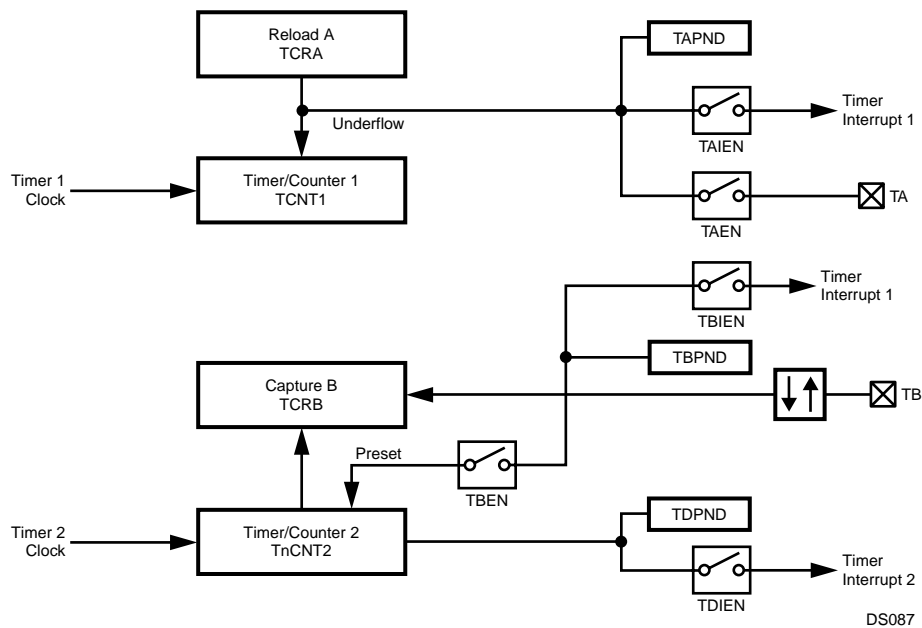 Reload A
TCRA
TAPND
Underflow
Timer
Interrupt 1
TAIEN
Timer 1
Clock
Timer/Counter 1
TCNT1
TA
TAEN
Timer
Interrupt 1
TBIEN
TBPND
Capture B
TCRB
TB
Preset
TBEN
Timer 2
Clock
Timer/Counter 2
TnCNT2
TDPND
Timer
Interrupt 2
TDIEN
DS087